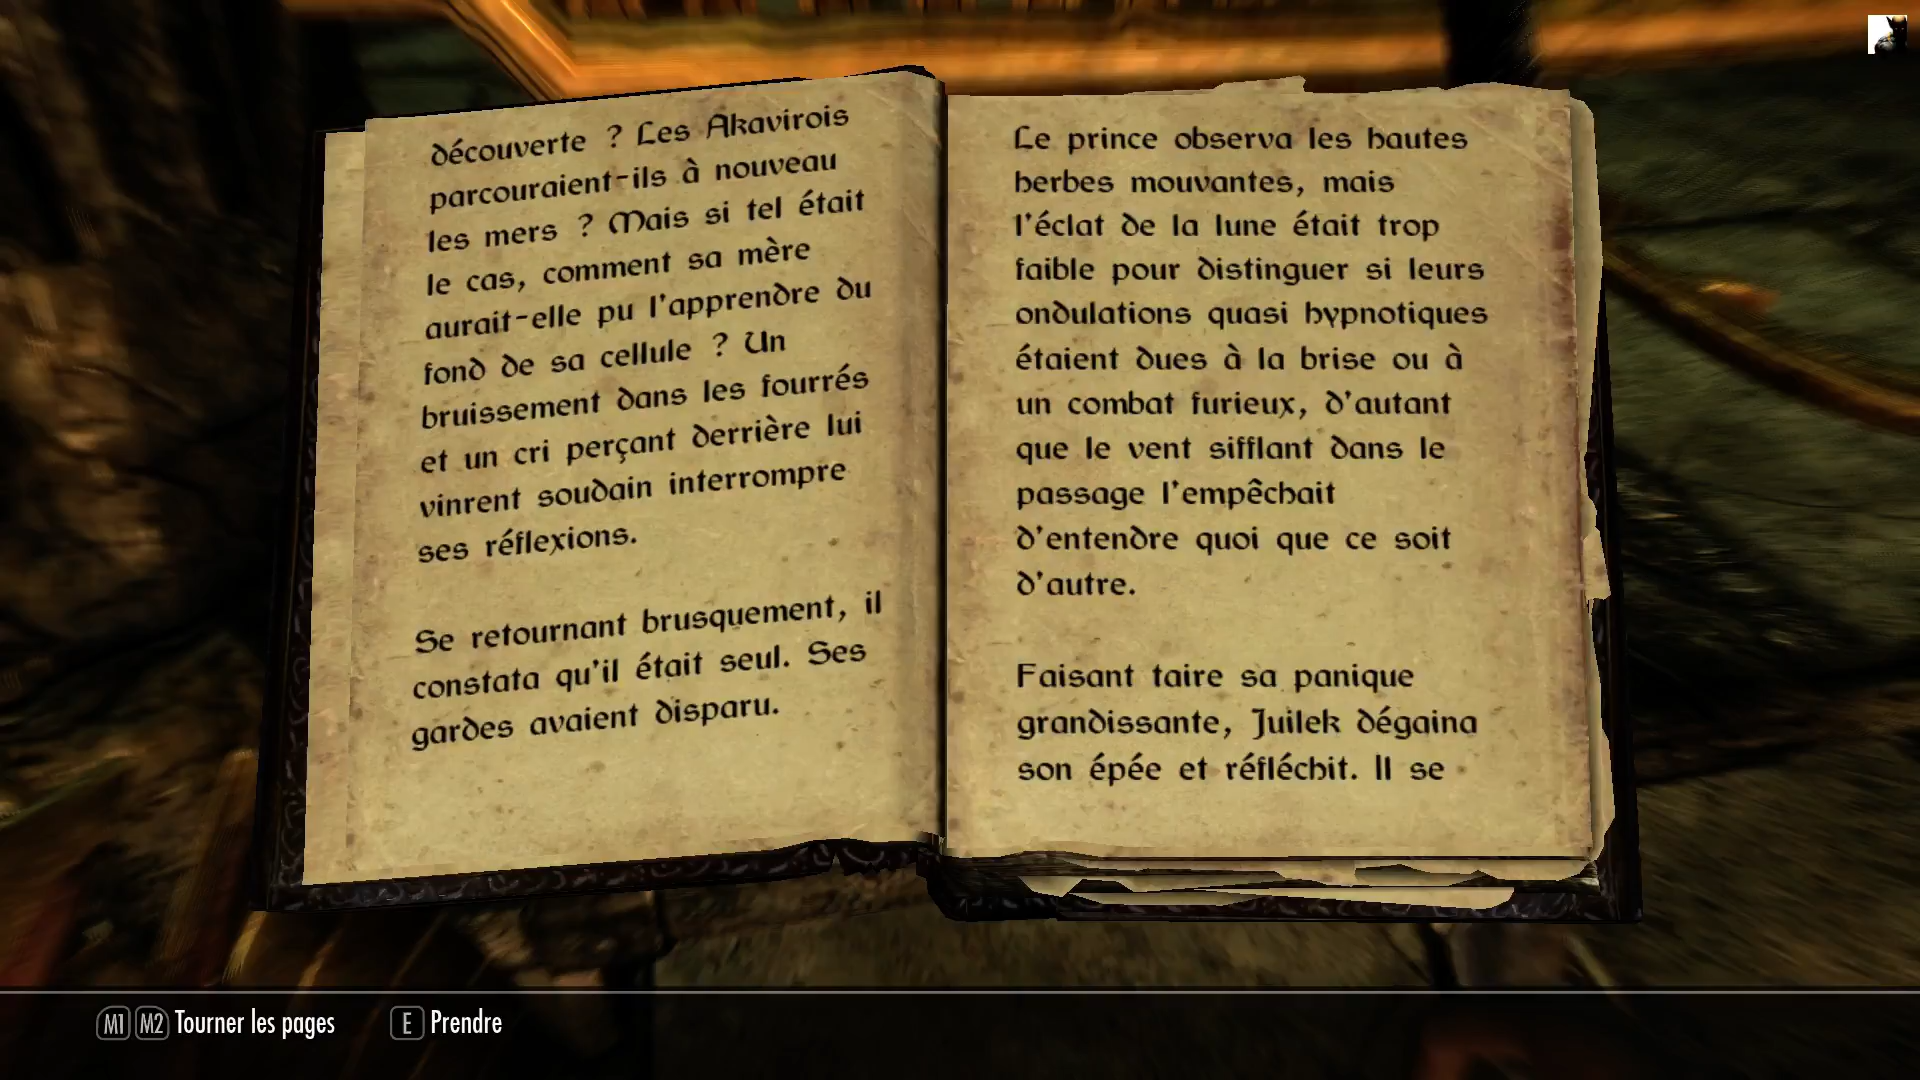 découverte ? Les Akavirois
parcouraient-ils à nouveau
les mers ? Mais si tel était
le cas, comment sa mère
aurait-elle pu l'apprendre du
fond de sa cellule ? Un
bruissement dans les fourrés
et un cri perçant derrière lui
vinrent soudain interrompre
ses réflexions.
Se retournant brusquement, il
constata qu'il était seul. Ses
gardes avaient disparu.
Le prince observa les hautes
herbes mouvantes, mais
l'éclat de la lune était trop
faible pour distinguer si leurs
ondulations quasi hypnotiques
étaient dues à la brise ou à
un combat furieux, d'autant
que le vent sifflant dans le
passage l'empêchait
d'entendre quoi que ce soit
d'autre.
Faisant taire sa panique
grandissante, Juilek dégaina
son épée et réfléchit. Il se
M1 M2 Tourner les pages
E Prendre